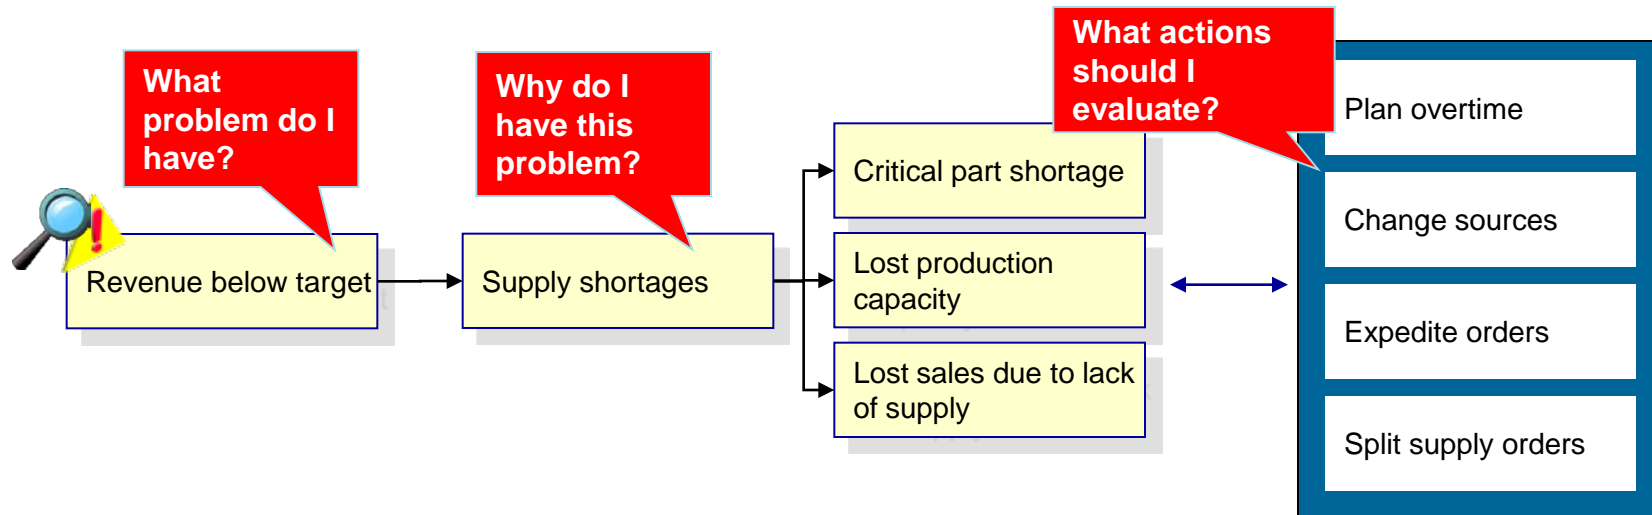 What
problem do I
have?
Why do I
have this
problem?
What actions
should I
evaluate?
Revenue below target
Supply shortages
Critical part shortage
Lost production
capacity
Lost sales due to lack
of supply
Plan overtime
Change sources
Expedite orders
Split supply orders